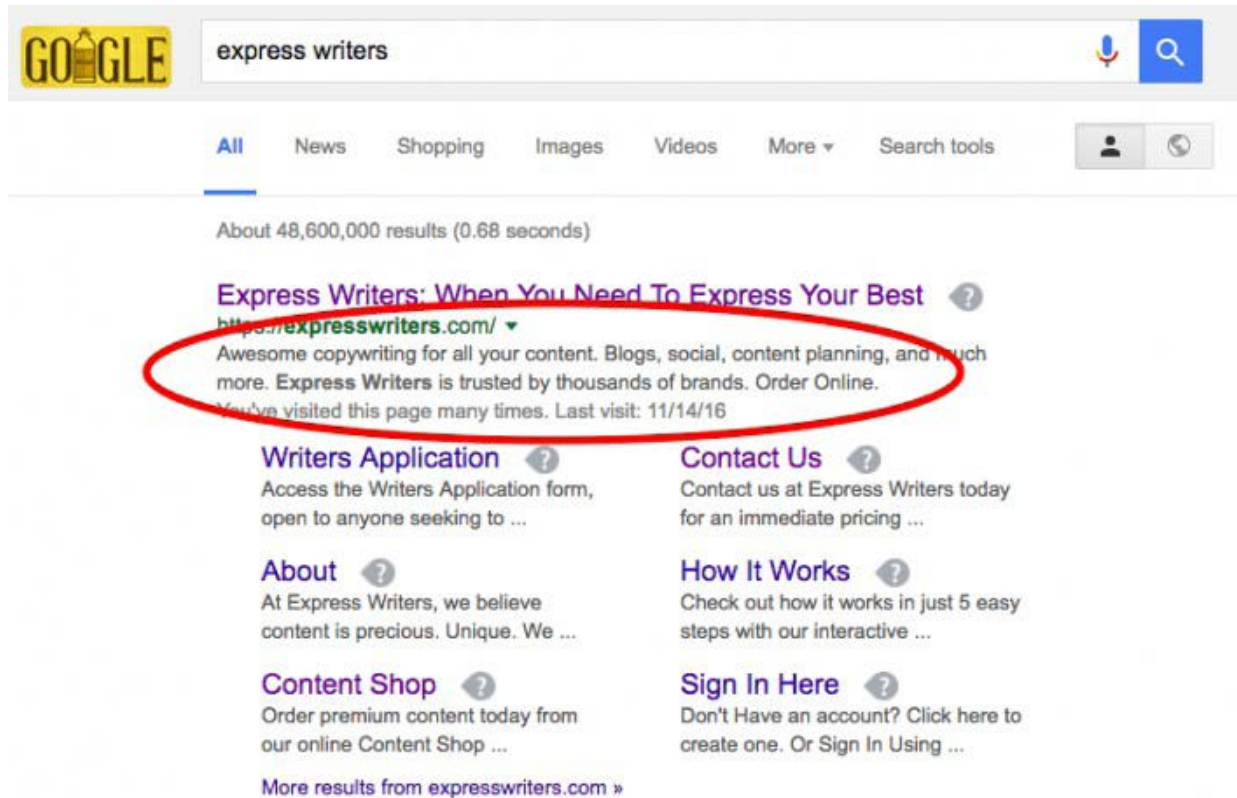 GOOGLE
express writers
All News Shopping Images Videos More Search tools
About 48,600,000 results (0.68 seconds)
Express Writers: When You Need To Express Your Best
https://expresswriters.com/
Awesome copywriting for all your content. Blogs, social, content planning, and much
more. Express Writers is trusted by thousands of brands. Order Online.
You've visited this page many times. Last visit: 11/14/16
Writers Application
Access the Writers Application form,
open to anyone seeking to ...
Contact Us
Contact us at Express Writers today
for an immediate pricing ...
About
At Express Writers, we believe
content is precious. Unique. We ...
How It Works
Check out how it works in just 5 easy
steps with our interactive ...
Content Shop
Order premium content today from
our online Content Shop ...
Sign In Here
Don't Have an account? Click here to
create one. Or Sign In Using ...
More results from expresswriters.com »